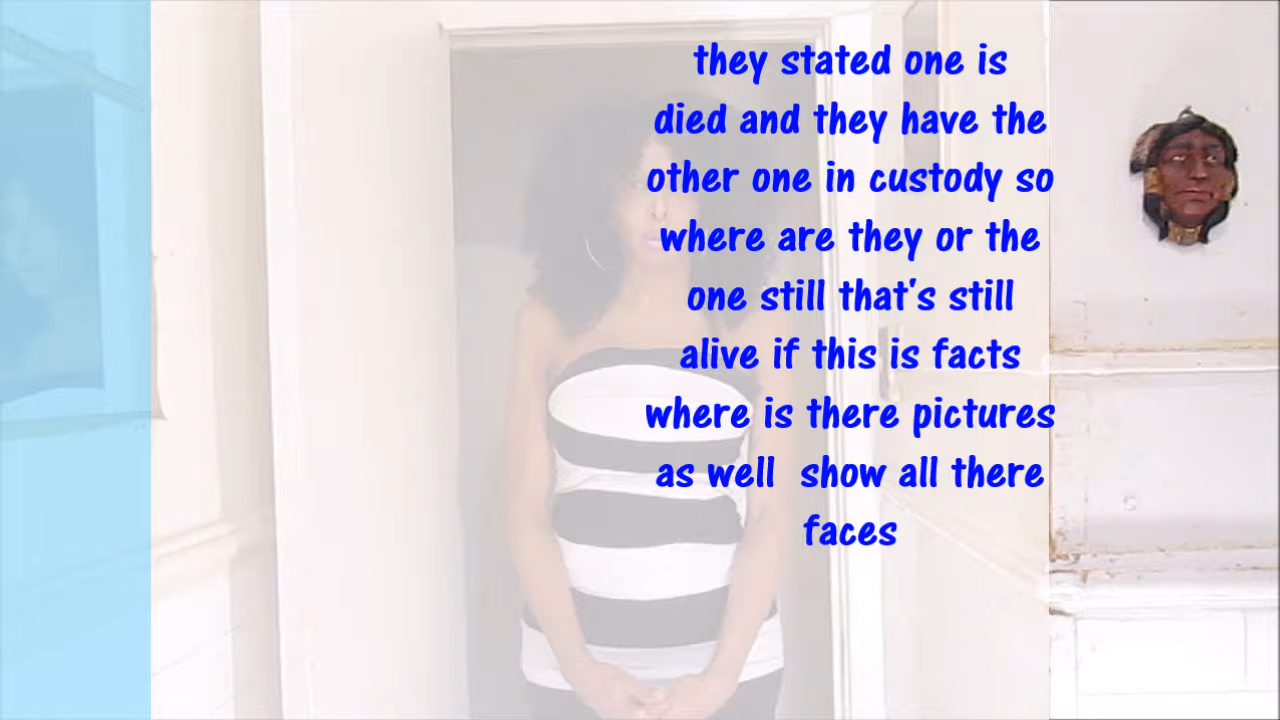 they stated one is
died and they have the
other one in custody so
where are they or the
one still that's still
alive if this is facts
where is there pictures
as well  show all there
faces